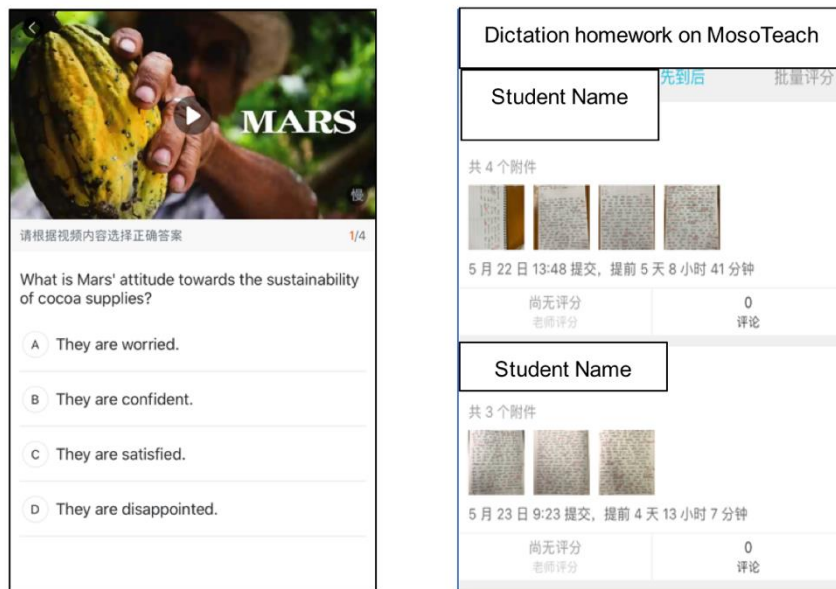 MARS
慢
请根据视频内容选择正确答案
1/4
What is Mars' attitude towards the sustainability
of cocoa supplies?
A They are worried.
B They are confident.
C They are satisfied.
D They are disappointed.
Dictation homework on MosoTeach
先到后 批量评分
Student Name
共 4 个附件
5 月 22 日 13:48 提交，提前 5 天 8 小时 41 分钟
尚无评分 0
老师评分 评论
Student Name
共 3 个附件
5 月 23 日 9:23 提交，提前 4 天 13 小时 7 分钟
尚无评分 0
老师评分 评论